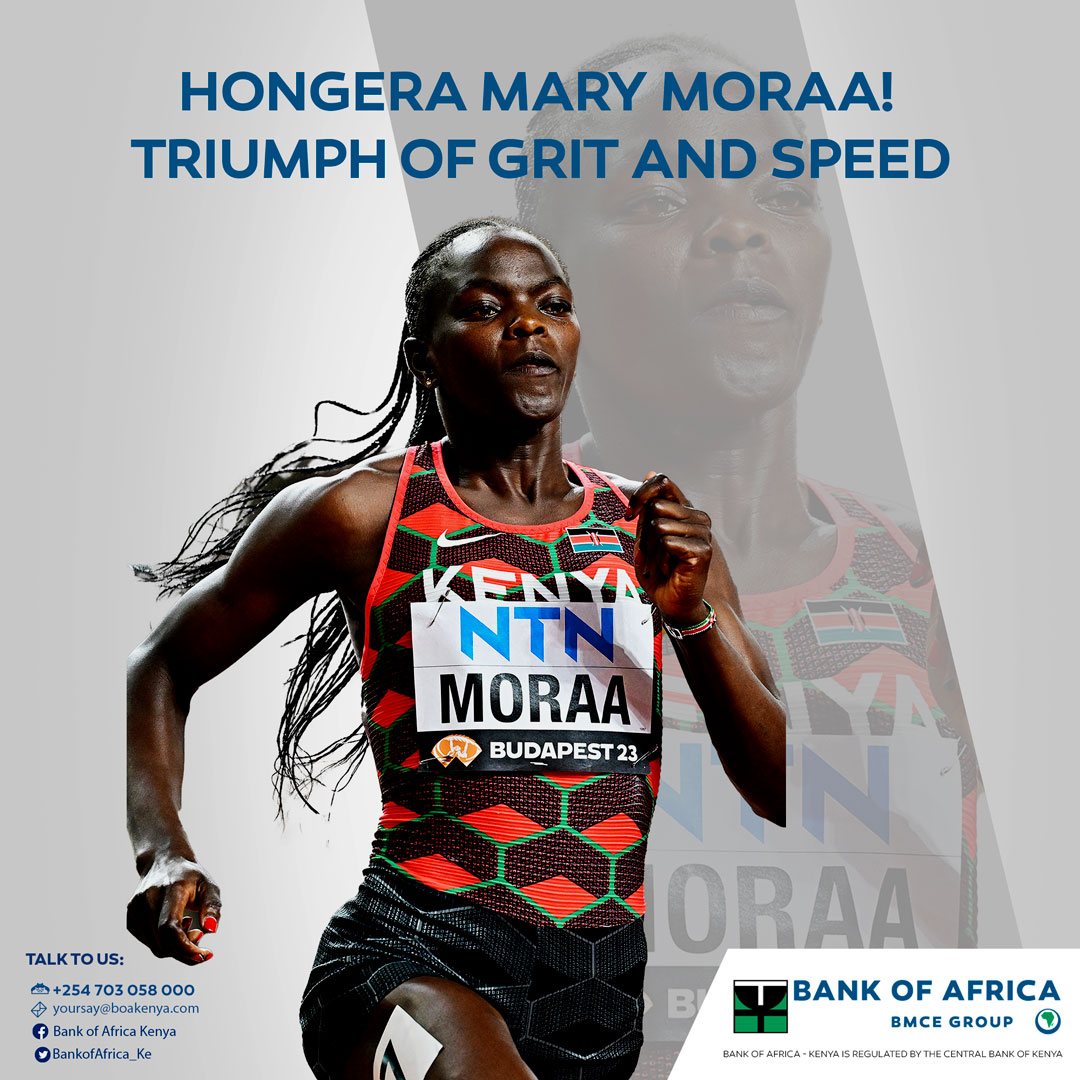 HONGERA MARY MORAA!
TRIUMPH OF GRIT AND SPEED
KENYA
NTN
MORAA
BUDAPEST 23
TALK TO US:
+254 703 058 000
yoursay@boakenya.com
Bank of Africa Kenya
BankofAfrica_Ke
BANK OF AFRICA
BMCE GROUP
BANK OF AFRICA - KENYA IS REGULATED BY THE CENTRAL BANK OF KENYA